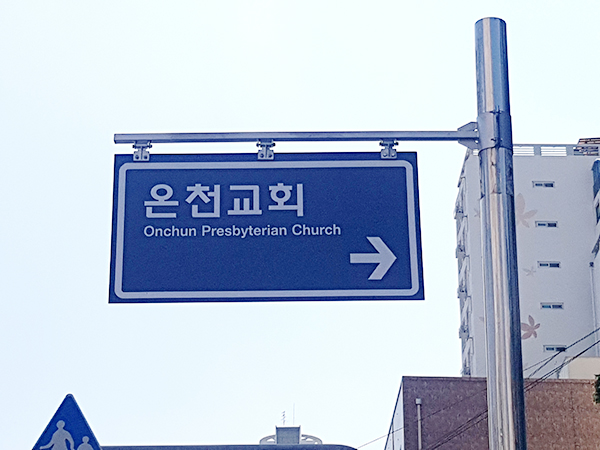 온천교회
Onchun Presbyterian Church